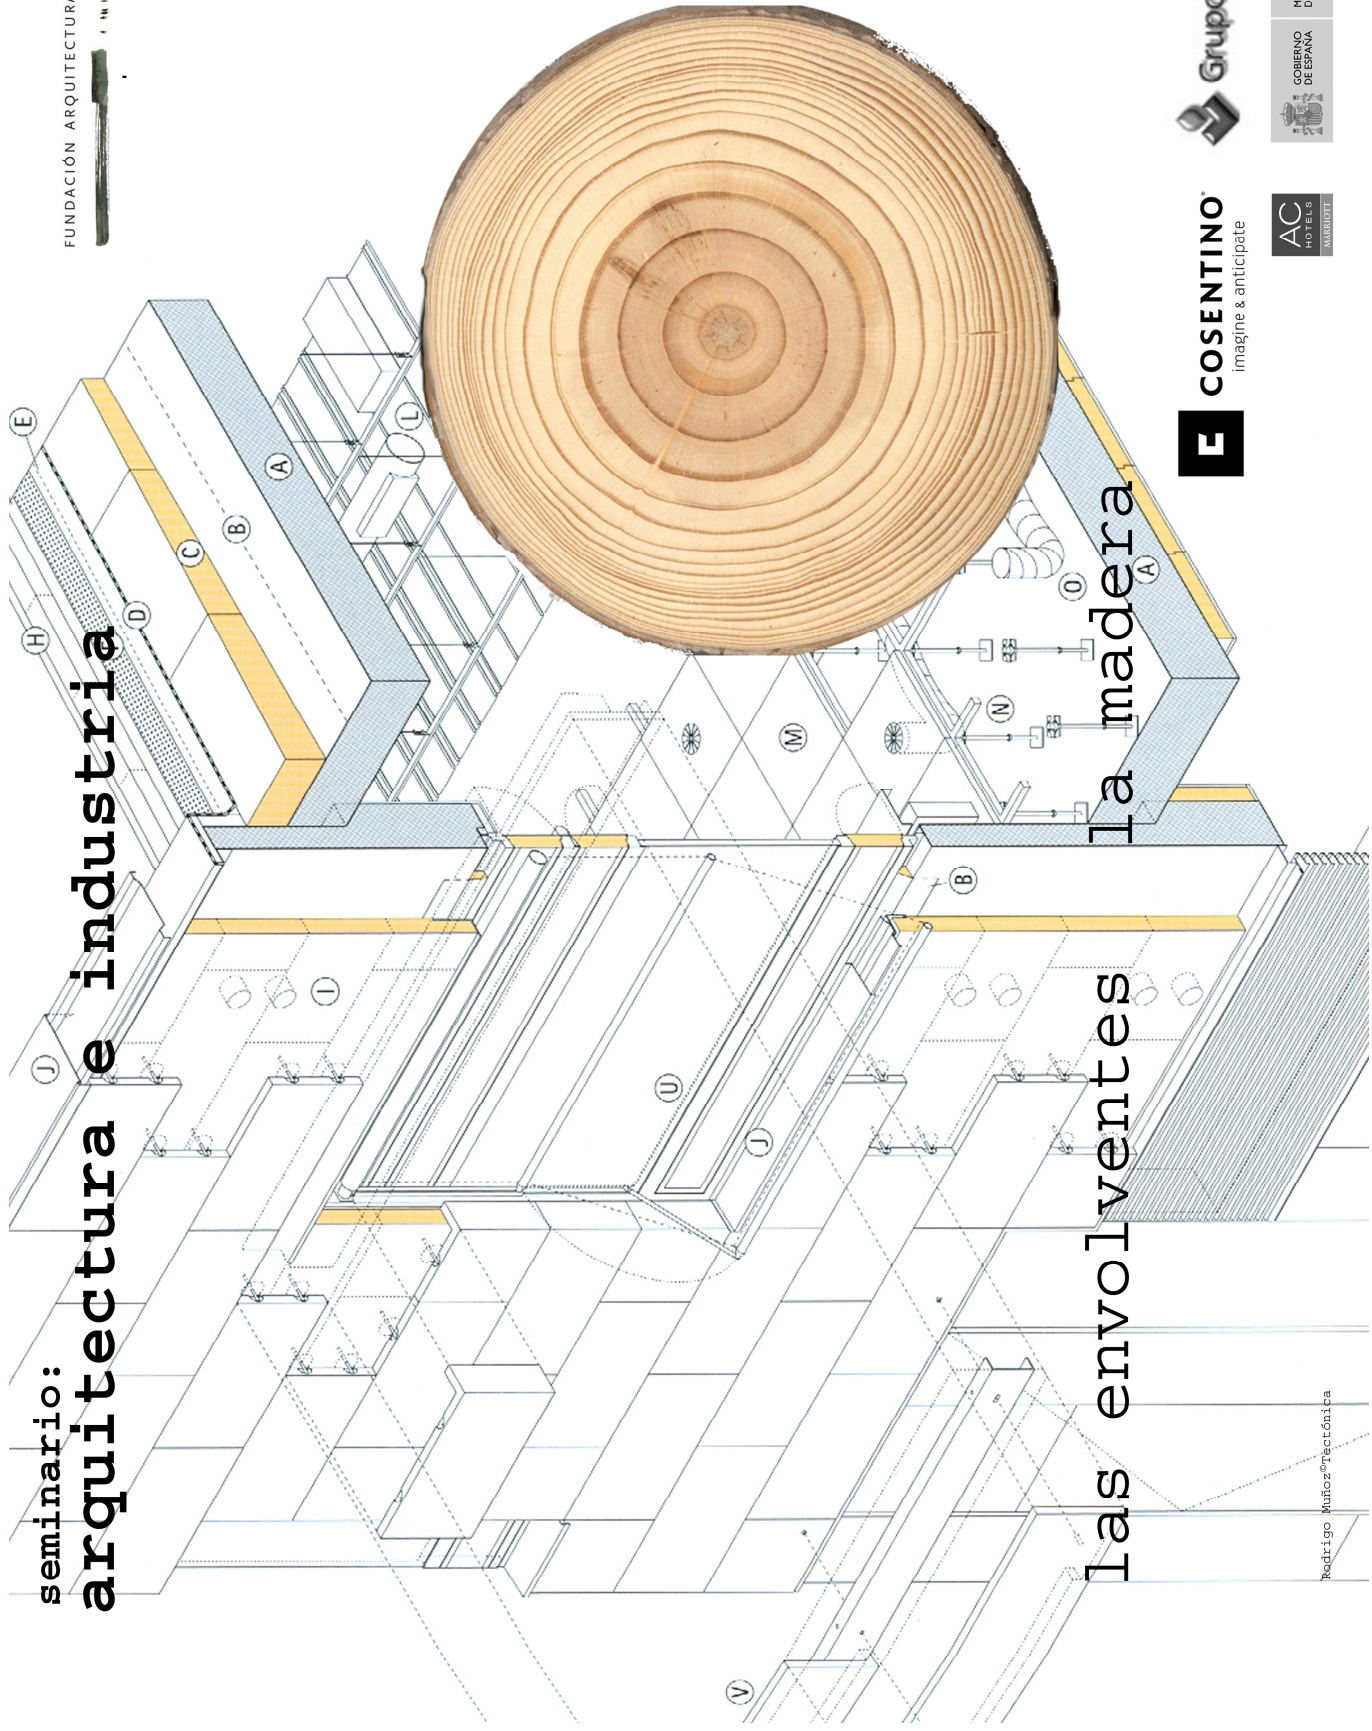 seminario:
arquitectura e industria
FUNDACIÓN ARQUITECTURA
E
H
D
C
B
A
L
J
I
U
J
M
N
O
A
B
V
las envolventes
la madera
COSENTINO®
imagine & anticipate
Grupo
AC
HOTELS
MARRIOTT
GOBIERNO
DE ESPAÑA
Rodrigo Muñoz©Tectónica